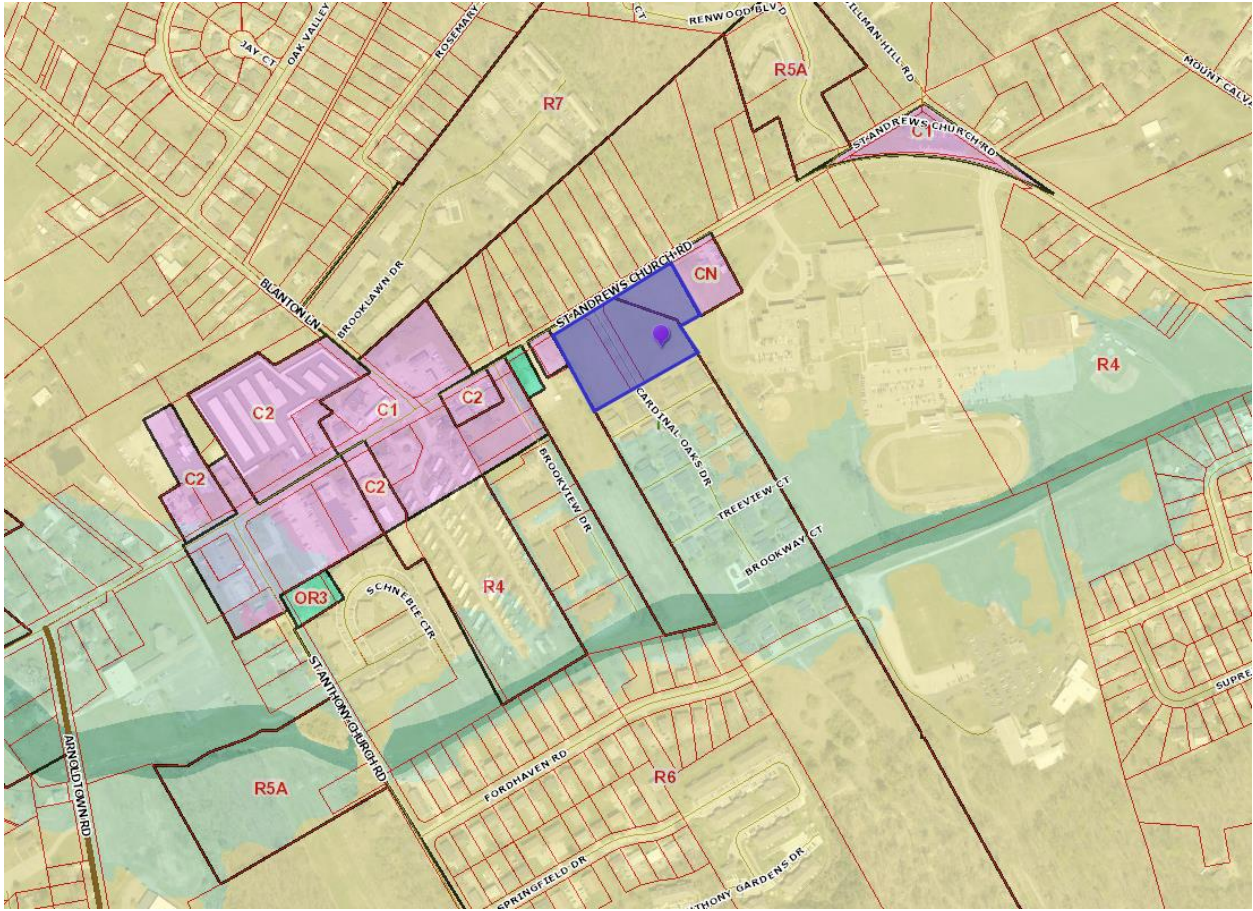 CT
RENWOOD BLVD
JAY CT
OAK VALLEY
ROSEMARY
HILL RD
MOUNT CALVA
R7
R5A
ST ANDREWS CHURCH RD
C1
BLANTON LN
BROOKLAWN DR
ST ANDREWS CHURCH RD
CN
R4
C2
C1
C2
C2
C2
BROOKVIEW DR
CARDINAL OAKS DR
TREEVIEW CT
BROOKWAY CT
OR3
SCHNEBLE CIR
R4
ST ANTHONY CHURCH RD
ARNOLDTOWN RD
R5A
FORDHAVEN RD
R6
SUPRE
SPRINGFIELD DR
THONY GARDENS DR